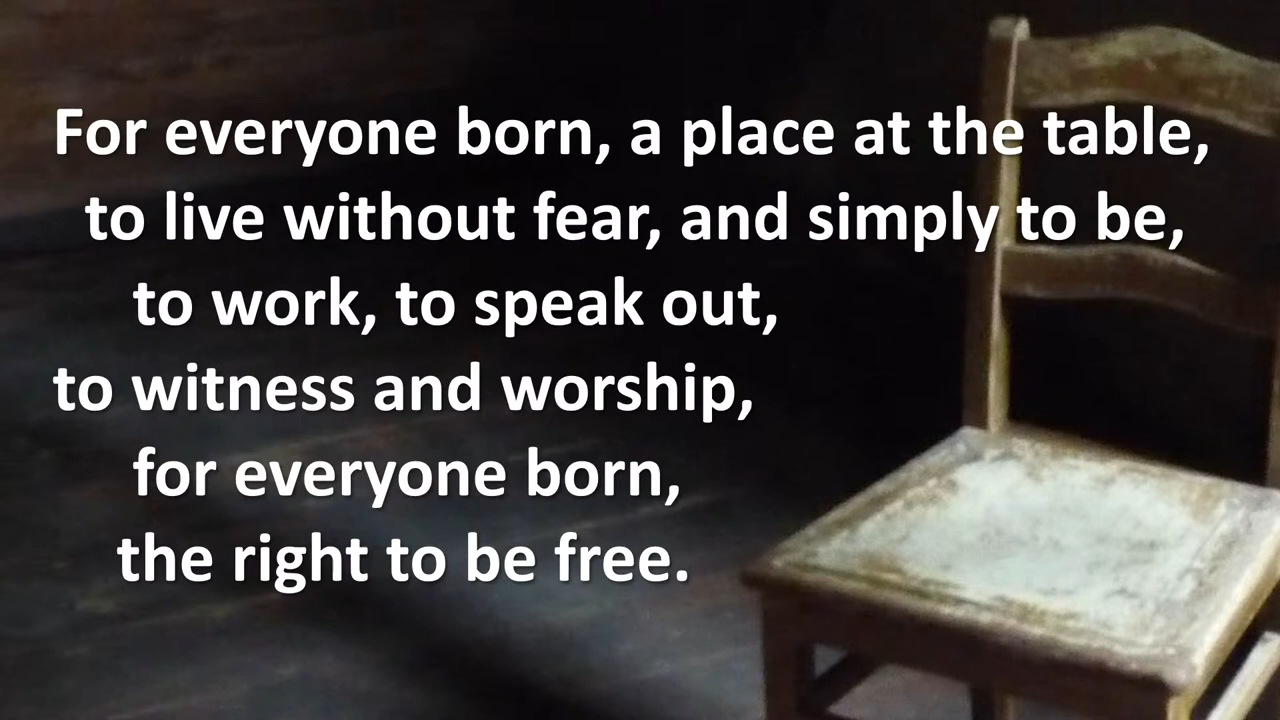 For everyone born, a place at the table,
to live without fear, and simply to be,
to work, to speak out,
to witness and worship,
for everyone born,
the right to be free.